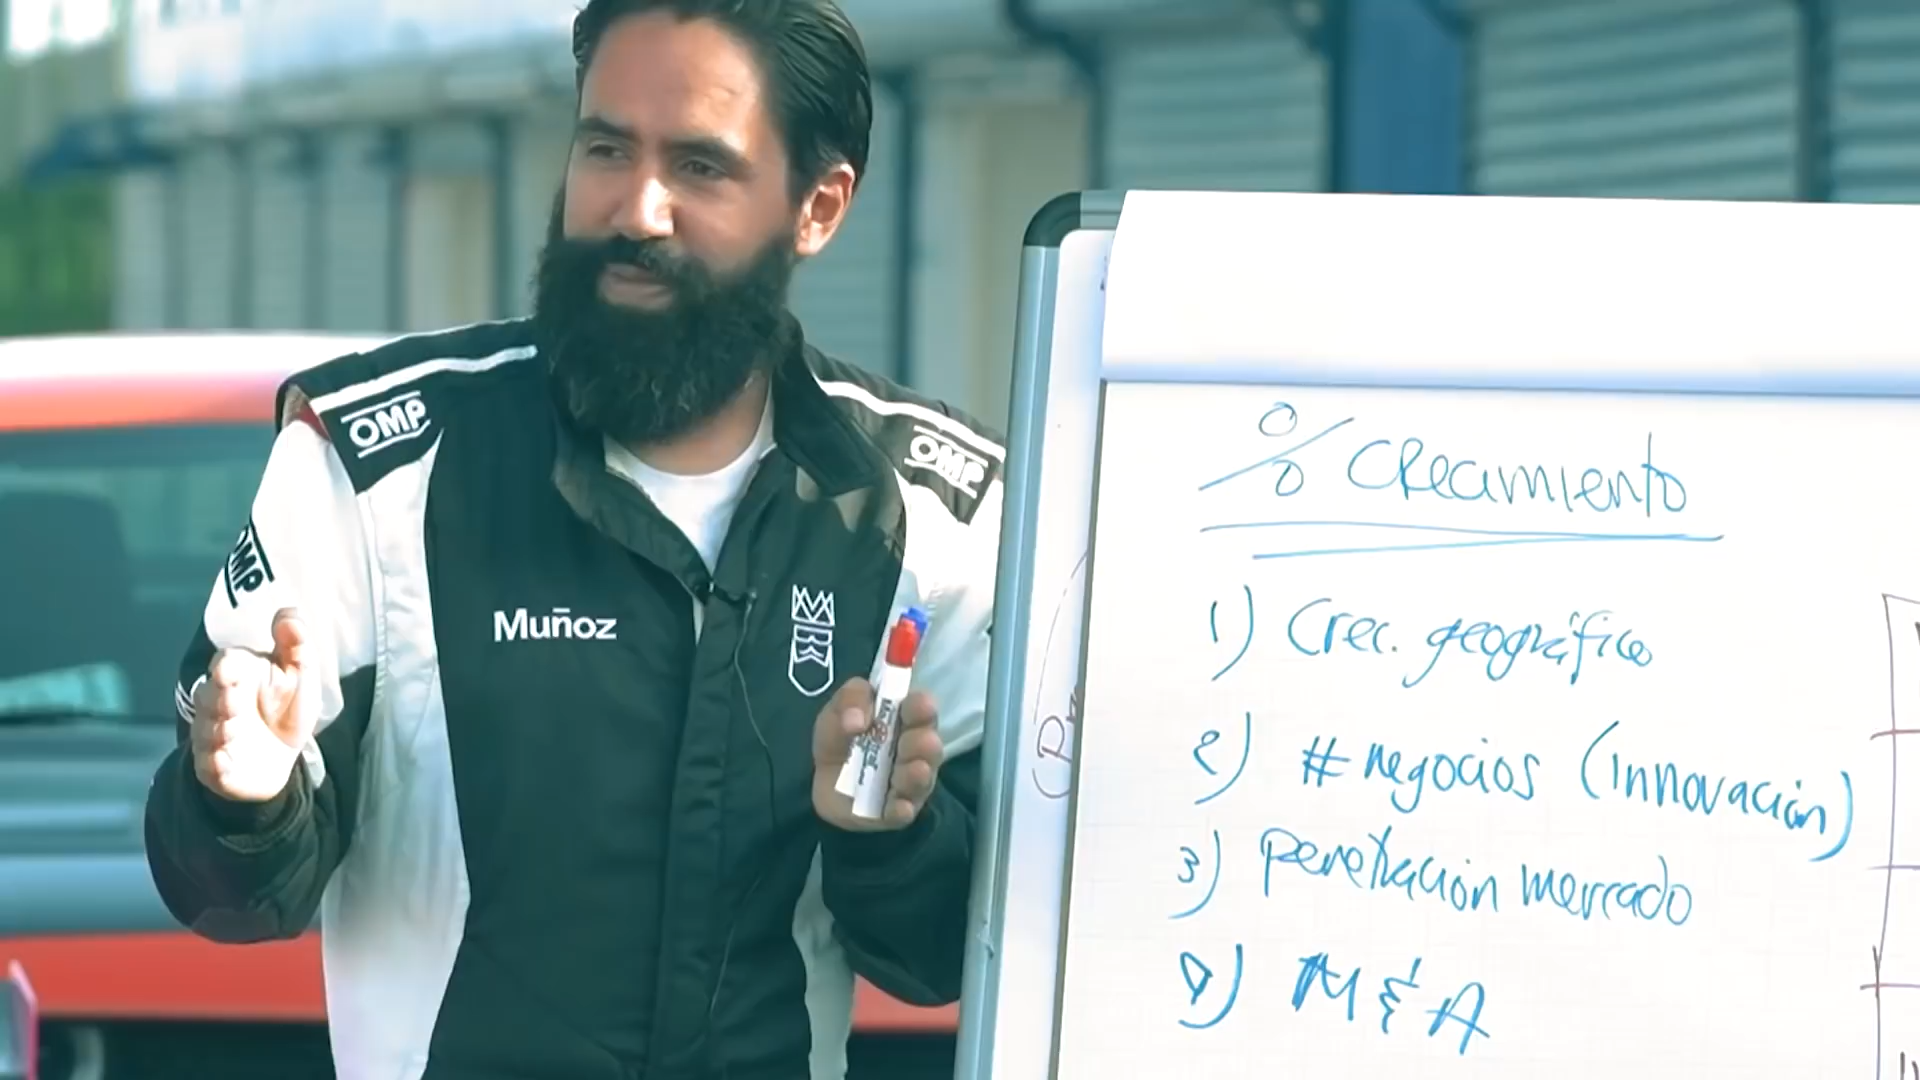 OMP
OMP
OMP
Muñoz
% Crecimiento
1) Crec. geográfico
2) # negocios (innovación)
3) penetración mercado
4) M & A